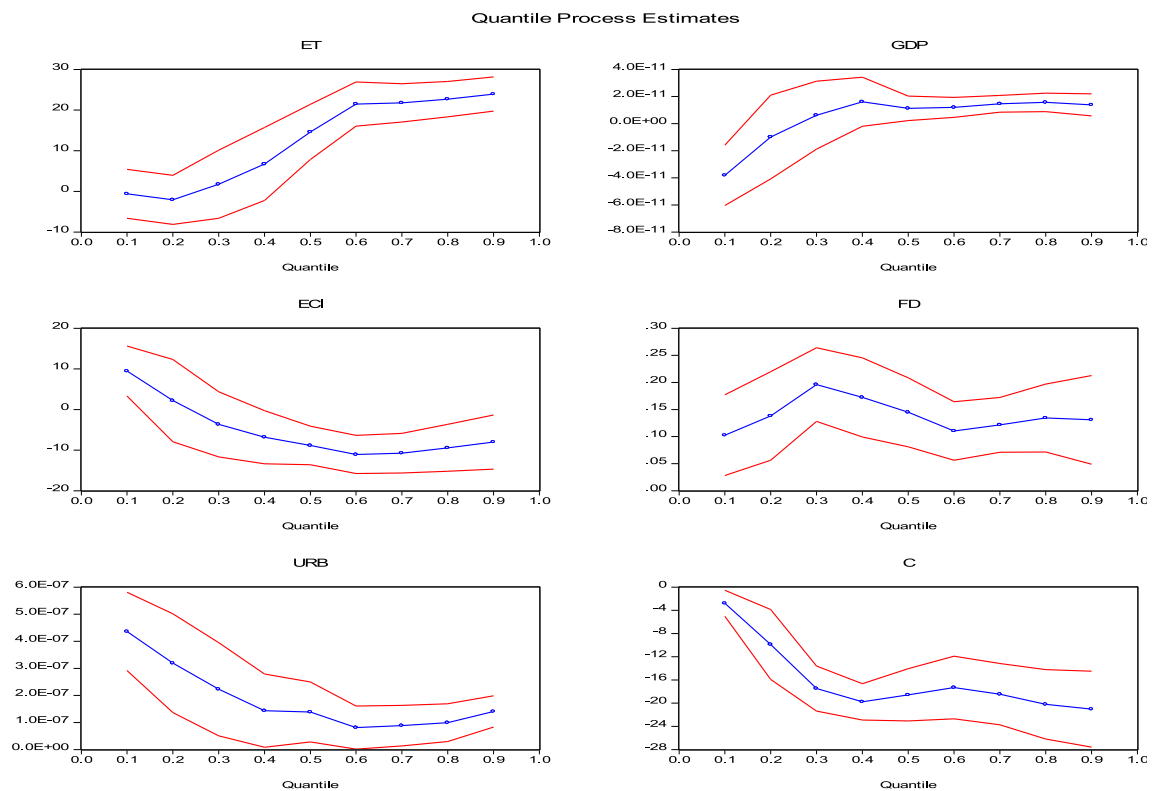 Quantile Process Estimates
ET
30
20
10
0
-10
0.0 0.1 0.2 0.3 0.4 0.5 0.6 0.7 0.8 0.9 1.0
Quantile
GDP
4.0E-11
2.0E-11
0.0E+00
-2.0E-11
-4.0E-11
-6.0E-11
-8.0E-11
0.0 0.1 0.2 0.3 0.4 0.5 0.6 0.7 0.8 0.9 1.0
Quantile
ECI
20
10
0
-10
-20
0.0 0.1 0.2 0.3 0.4 0.5 0.6 0.7 0.8 0.9 1.0
Quantile
FD
.30
.25
.20
.15
.10
.05
.00
0.0 0.1 0.2 0.3 0.4 0.5 0.6 0.7 0.8 0.9 1.0
Quantile
URB
6.0E-07
5.0E-07
4.0E-07
3.0E-07
2.0E-07
1.0E-07
0.0E+00
0.0 0.1 0.2 0.3 0.4 0.5 0.6 0.7 0.8 0.9 1.0
Quantile
C
0
-4
-8
-12
-16
-20
-24
-28
0.0 0.1 0.2 0.3 0.4 0.5 0.6 0.7 0.8 0.9 1.0
Quantile